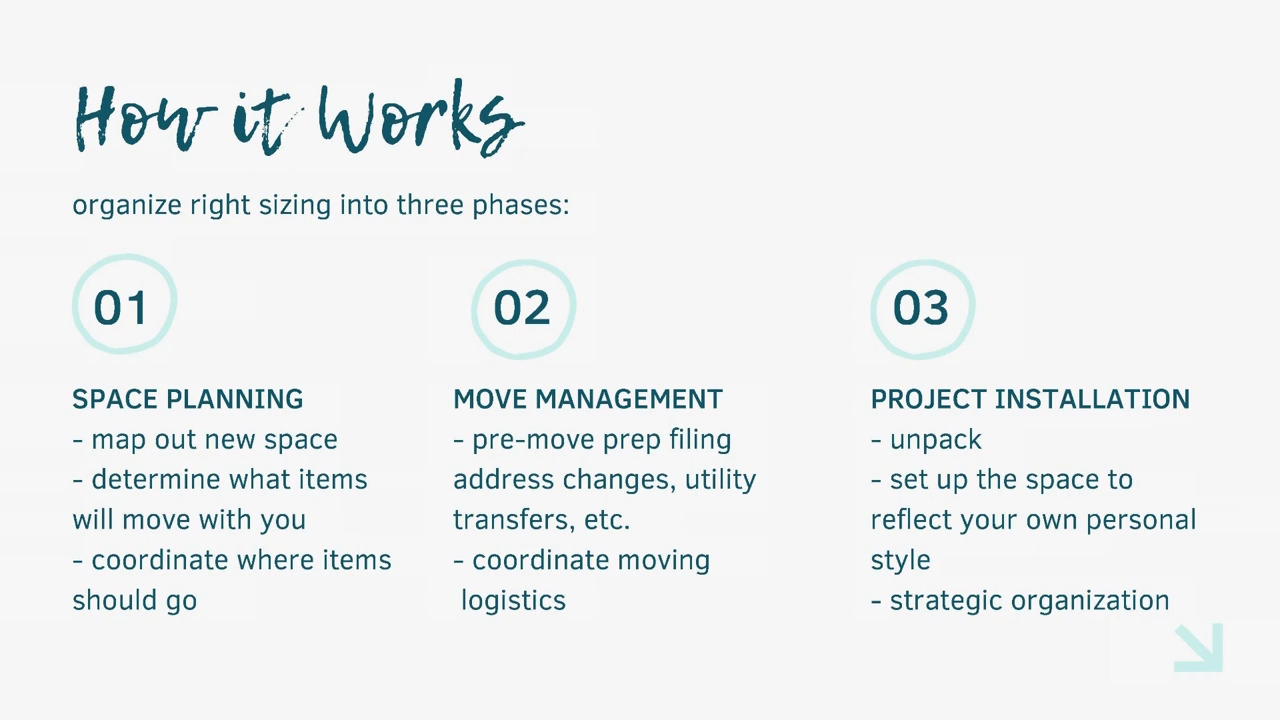 How it Works
organize right sizing into three phases:
01
SPACE PLANNING
- map out new space
- determine what items
will move with you
- coordinate where items
should go
02
MOVE MANAGEMENT
- pre-move prep filing
address changes, utility
transfers, etc.
- coordinate moving
logistics
03
PROJECT INSTALLATION
- unpack
- set up the space to
reflect your own personal
style
- strategic organization